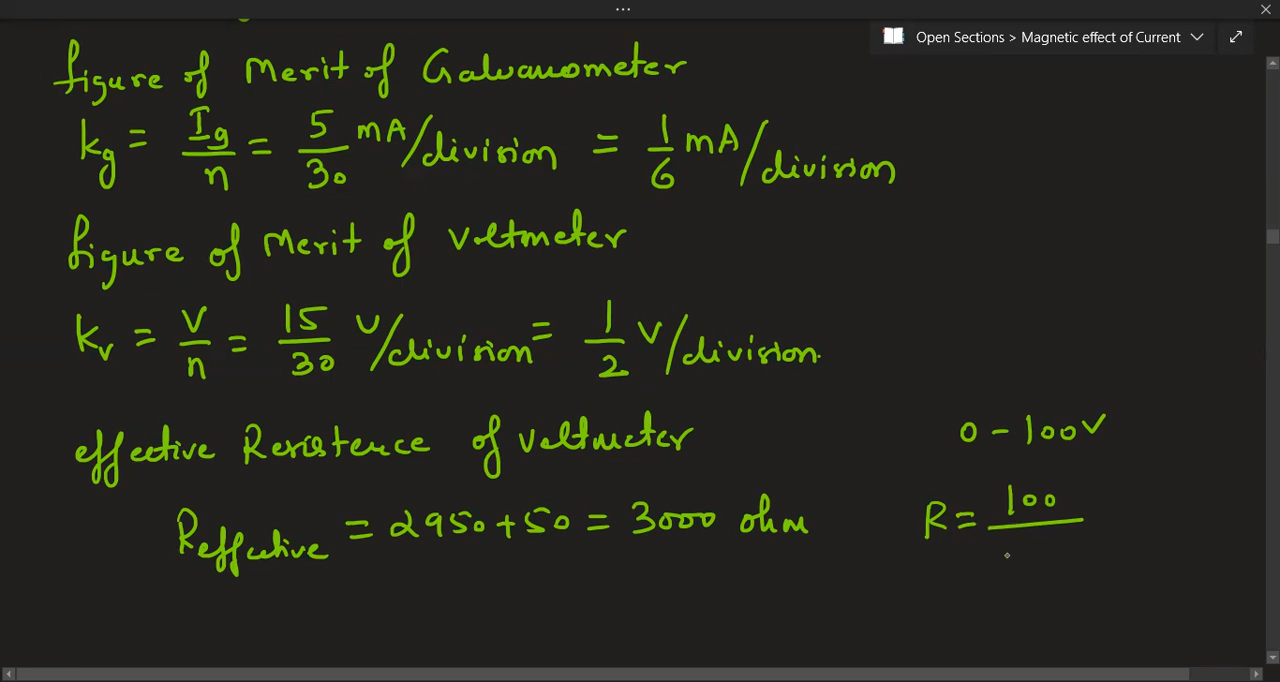 ...
Open Sections > Magnetic effect of Current
figure of Merit of Galvanometer
kg = Ig/n = 5/30 mA/division = 1/6 mA/division
figure of Merit of Voltmeter
kv = V/n = 15/30 V/division = 1/2 V/division.
effective Resistence of voltmeter
0 - 100V
Reffective = 2950 + 50 = 3000 ohm
R = 100